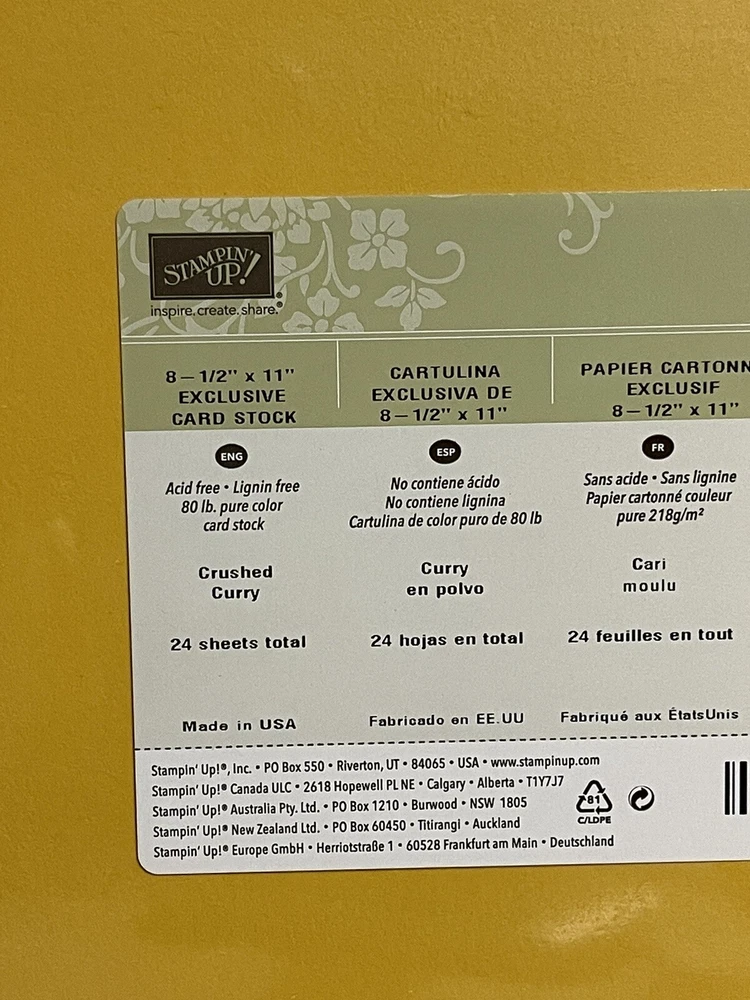 STAMPIN' UP!®
inspire.create.share.®
8–1/2" x 11"
EXCLUSIVE
CARD STOCK
ENG
Acid free • Lignin free
80 lb. pure color
card stock
Crushed
Curry
24 sheets total
Made in USA
CARTULINA
EXCLUSIVA DE
8–1/2" x 11"
ESP
No contiene ácido
No contiene lignina
Cartulina de color puro de 80 lb
Curry
en polvo
24 hojas en total
Fabricado en EE.UU
PAPIER CARTONN
EXCLUSIF
8–1/2" x 11"
FR
Sans acide • Sans lignine
Papier cartonné couleur
pure 218g/m²
Cari
moulu
24 feuilles en tout
Fabriqué aux ÉtatsUnis
Stampin' Up!®, Inc. • PO Box 550 • Riverton, UT • 84065 • USA • www.stampinup.com
Stampin' Up!® Canada ULC • 2618 Hopewell PL NE • Calgary • Alberta • T1Y7J7
Stampin' Up!® Australia Pty. Ltd. • PO Box 1210 • Burwood • NSW 1805
Stampin' Up!® New Zealand Ltd. • PO Box 60450 • Titirangi • Auckland
Stampin' Up!® Europe GmbH • Herriotstraße 1 • 60528 Frankfurt am Main • Deutschland
81
C/LDPE